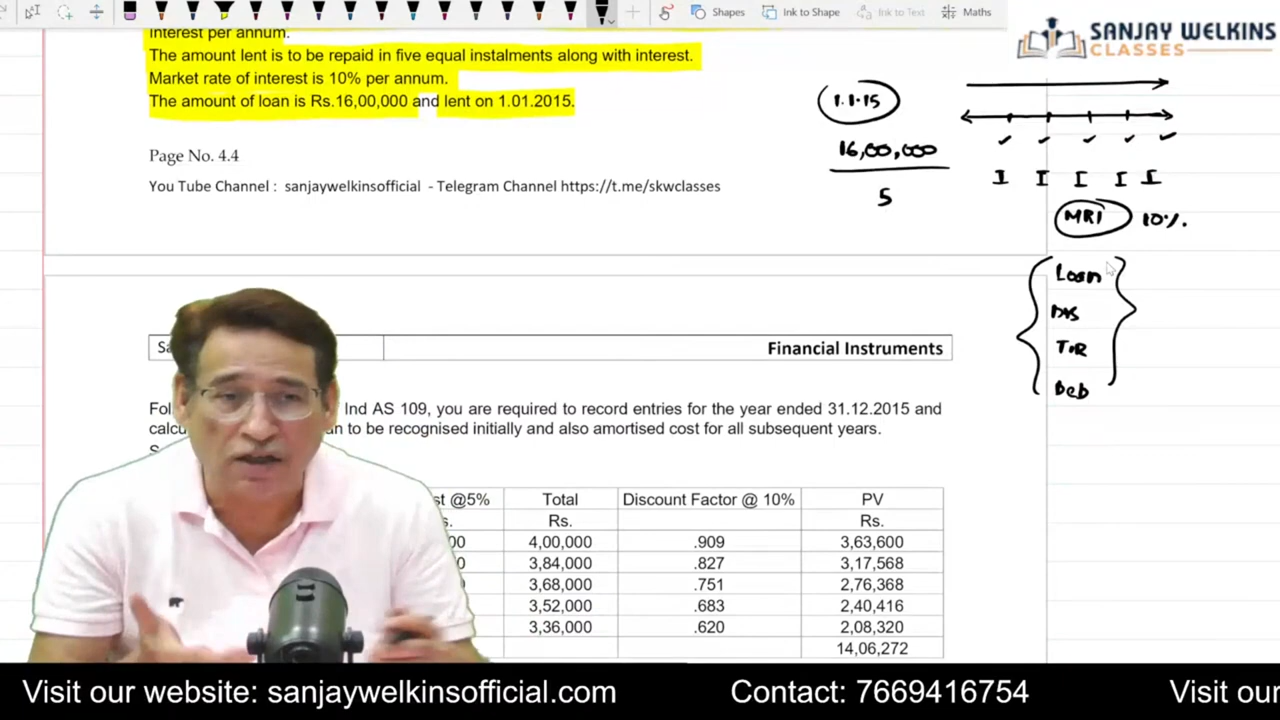 Shapes
Ink to Shape
Ink to Text
Maths
SANJAY WELKINS
CLASSES
Interest per annum.
The amount lent is to be repaid in five equal instalments along with interest.
Market rate of interest is 10% per annum.
The amount of loan is Rs.16,00,000 and lent on 1.01.2015.
1.1.15
16,00,000
5
I I I I I
MRI 10%.
Page No. 4.4
You Tube Channel : sanjaywelkinsofficial - Telegram Channel https://t.me/skwclasses
Loan
T.R
Deb
Financial Instruments
Ind AS 109, you are required to record entries for the year ended 31.12.2015 and
to be recognised initially and also amortised cost for all subsequent years.
@5% Total Discount Factor @ 10% PV
Rs. Rs.
4,00,000 .909 3,63,600
3,84,000 .827 3,17,568
3,68,000 .751 2,76,368
3,52,000 .683 2,40,416
3,36,000 .620 2,08,320
14,06,272
Visit our website: sanjaywelkinsofficial.com Contact: 7669416754 Visit ou